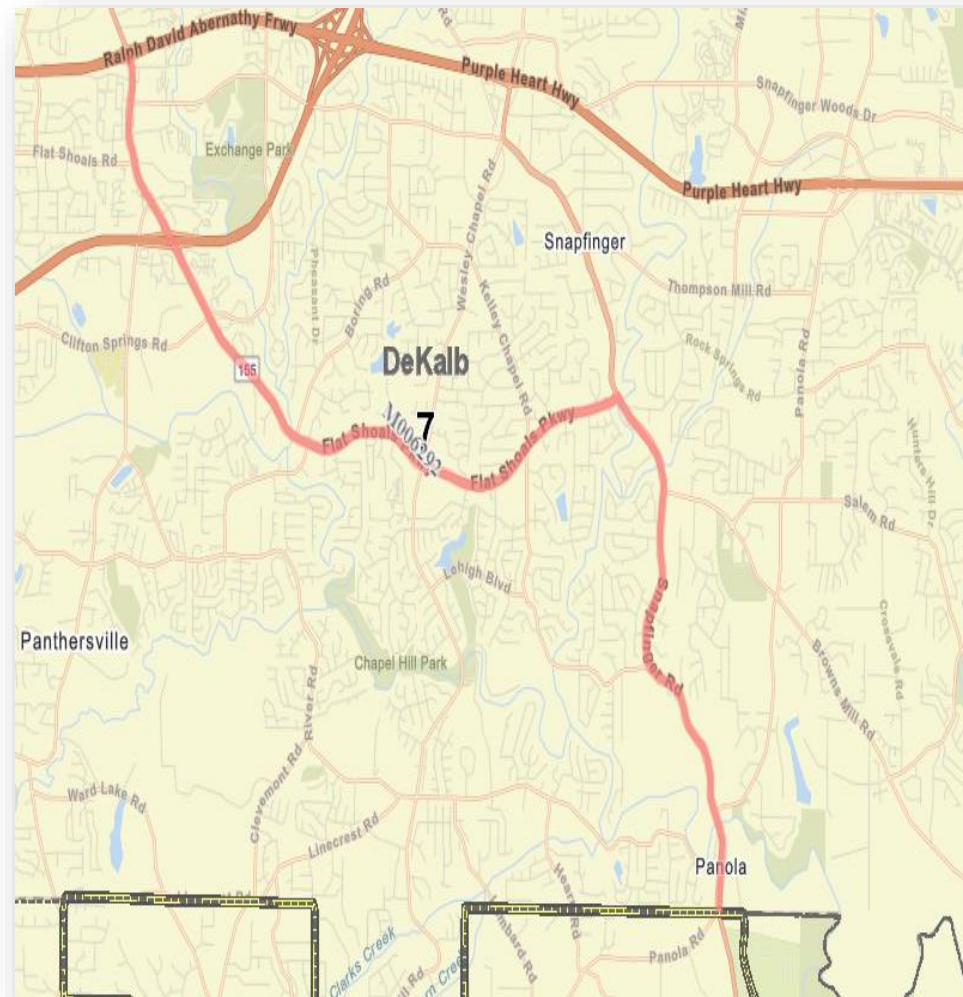 Ralph David Abernathy Frwy
Purple Heart Hwy
Snapfinger Woods Dr
Flat Shoals Rd
Exchange Park
Purple Heart Hwy
Wesley Chapel Rd
Snapfinger
Pheasant Dr
Boring Rd
Kelley Chapel Rd
Thompson Mill Rd
Clifton Springs Rd
Rock Springs Rd
Panola Rd
155
DeKalb
7
M006292
Flat Shoals
Flat Shoals Pkwy
Hunters Hill Dr
Salem Rd
Lehigh Blvd
Snapfinger Rd
Panthersville
Chapel Hill Park
Crossvale Rd
Browns Mill Rd
River Rd
Clevemont Rd
Ward Lake Rd
Linecrest Rd
Panola
Clarks Creek
Panola Rd